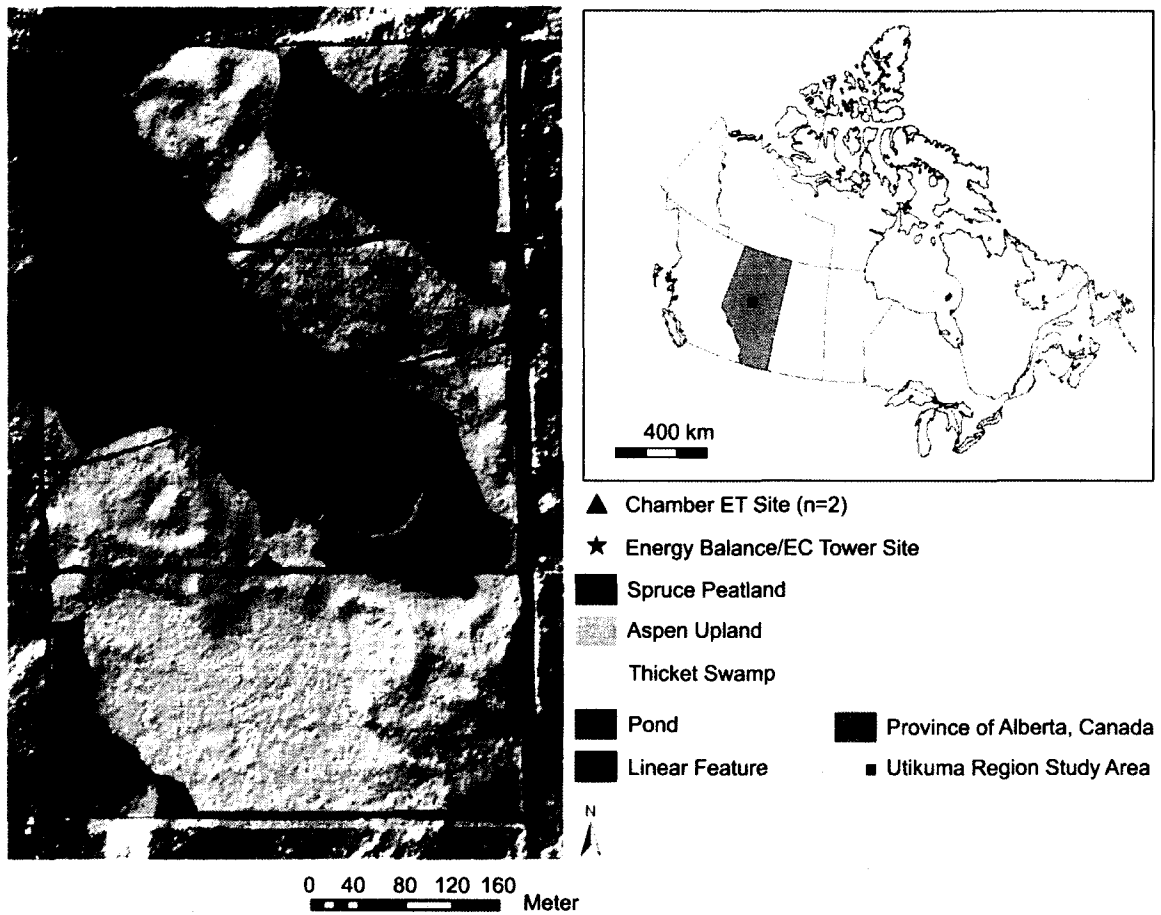 400 km
Chamber ET Site (n=2)
Energy Balance/EC Tower Site
Spruce Peatland
Aspen Upland
Thicket Swamp
Pond
Province of Alberta, Canada
Linear Feature
Utikuma Region Study Area
N
0 40 80 120 160
Meter